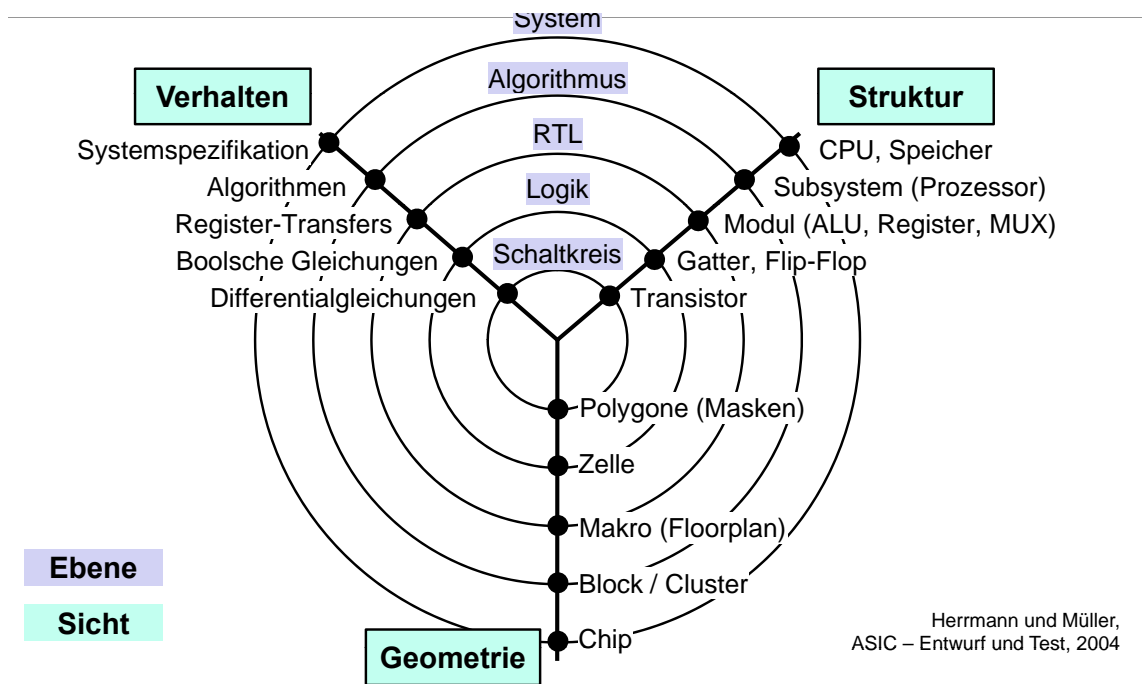 System
Algorithmus
Verhalten
Struktur
RTL
Systemspezifikation
CPU, Speicher
Algorithmen
Logik
Subsystem (Prozessor)
Register-Transfers
Modul (ALU, Register, MUX)
Boolsche Gleichungen
Schaltkreis
Gatter, Flip-Flop
Differentialgleichungen
Transistor
Polygone (Masken)
Zelle
Makro (Floorplan)
Ebene
Block / Cluster
Sicht
Herrmann und Müller,
ASIC – Entwurf und Test, 2004
Chip
Geometrie